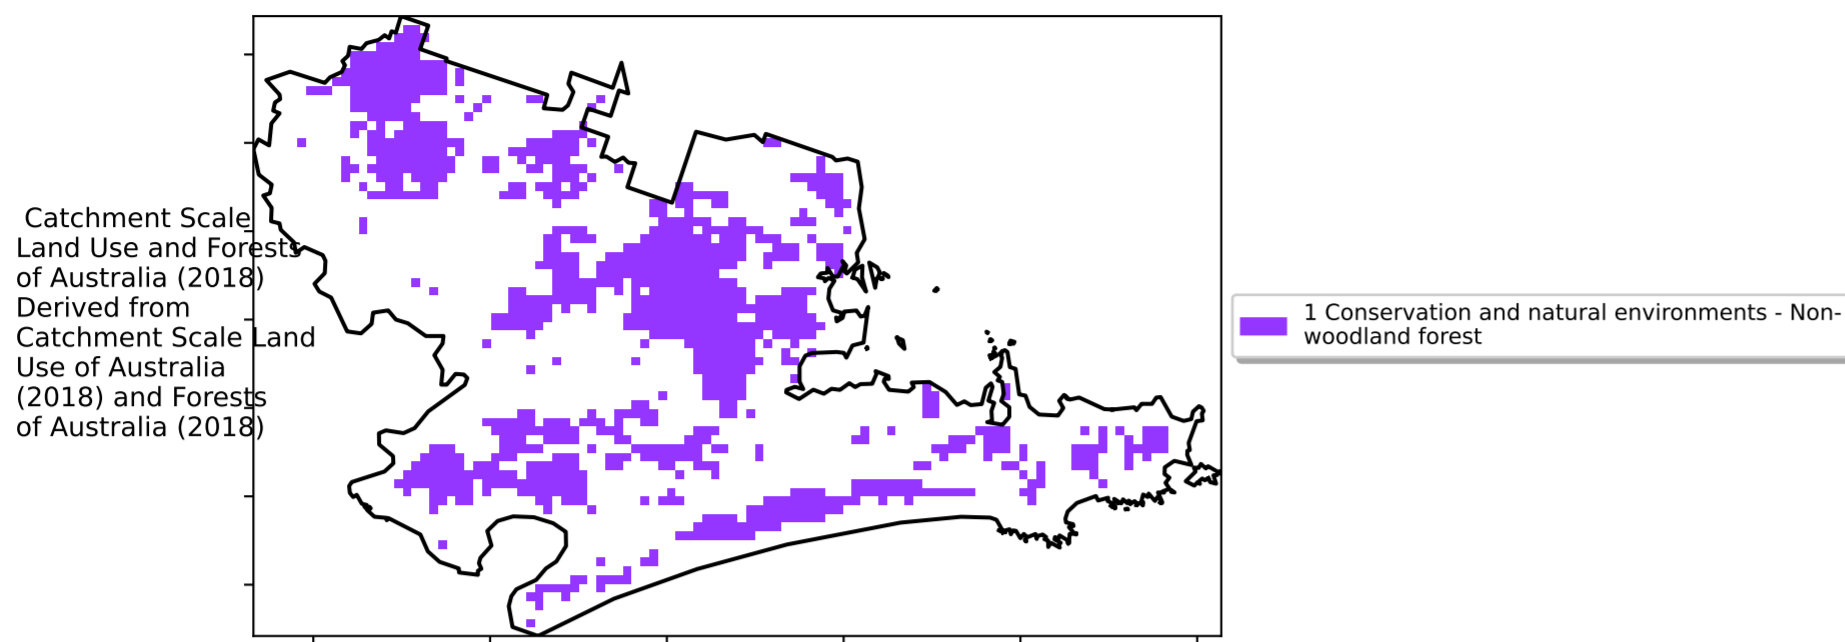 Catchment Scale
Land Use and Forests
of Australia (2018)
Derived from
Catchment Scale Land
Use of Australia
(2018) and Forests
of Australia (2018)
1 Conservation and natural environments - Non-
woodland forest